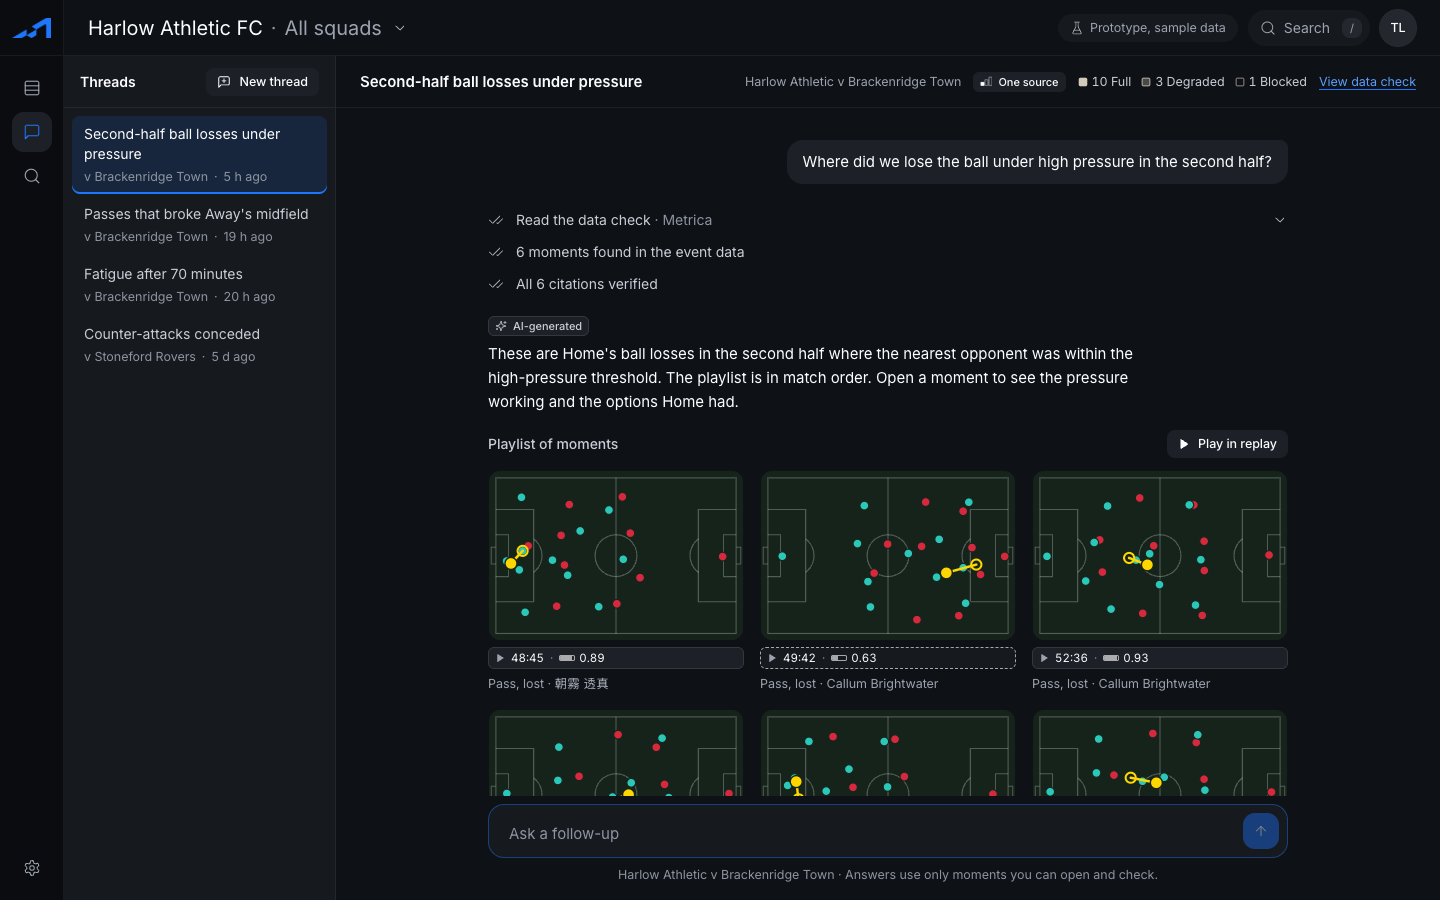 Harlow Athletic FC · All squads
Prototype, sample data
Search
/
TL
Threads
New thread
Second-half ball losses under pressure
v Brackenridge Town · 5 h ago
Passes that broke Away's midfield
v Brackenridge Town · 19 h ago
Fatigue after 70 minutes
v Brackenridge Town · 20 h ago
Counter-attacks conceded
v Stoneford Rovers · 5 d ago
Second-half ball losses under pressure
Harlow Athletic v Brackenridge Town
One source
10 Full
3 Degraded
1 Blocked
View data check
Where did we lose the ball under high pressure in the second half?
Read the data check · Metrica
6 moments found in the event data
All 6 citations verified
AI-generated
These are Home's ball losses in the second half where the nearest opponent was within the
high-pressure threshold. The playlist is in match order. Open a moment to see the pressure
working and the options Home had.
Playlist of moments
Play in replay
48:45 · 0.89
Pass, lost · 朝霧 透真
49:42 · 0.63
Pass, lost · Callum Brightwater
52:36 · 0.93
Pass, lost · Callum Brightwater
Ask a follow-up
Harlow Athletic v Brackenridge Town · Answers use only moments you can open and check.